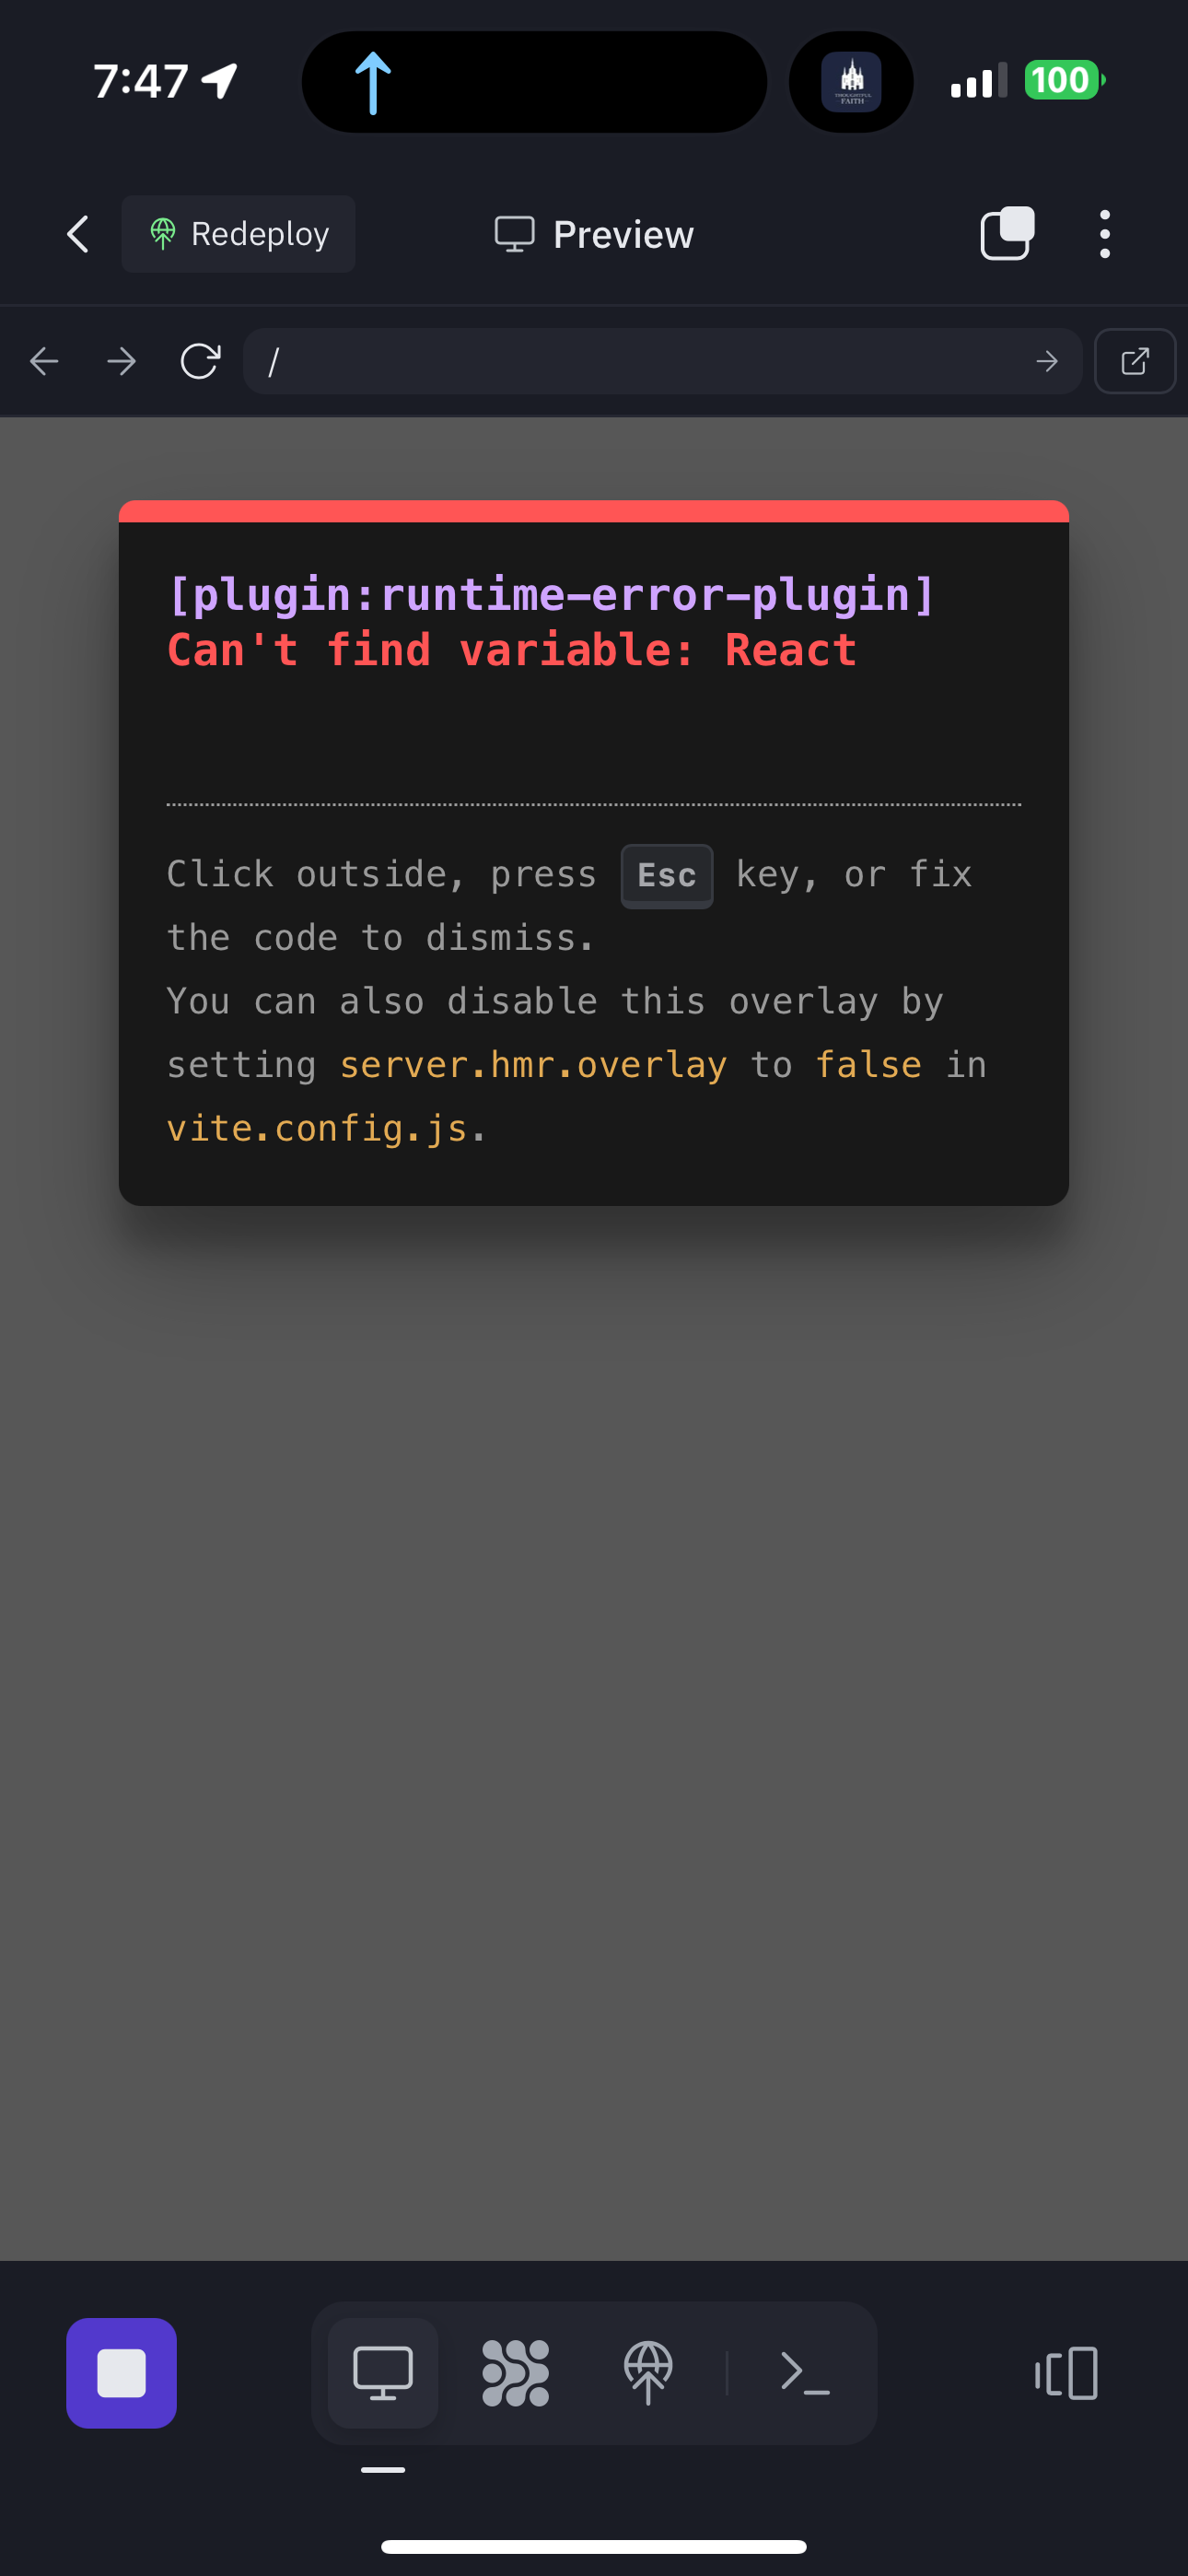 7:47
FAITH
100
Redeploy
Preview
/
[plugin:runtime-error-plugin]
Can't find variable: React
Click outside, press Esc key, or fix
the code to dismiss.
You can also disable this overlay by
setting server.hmr.overlay to false in
vite.config.js.